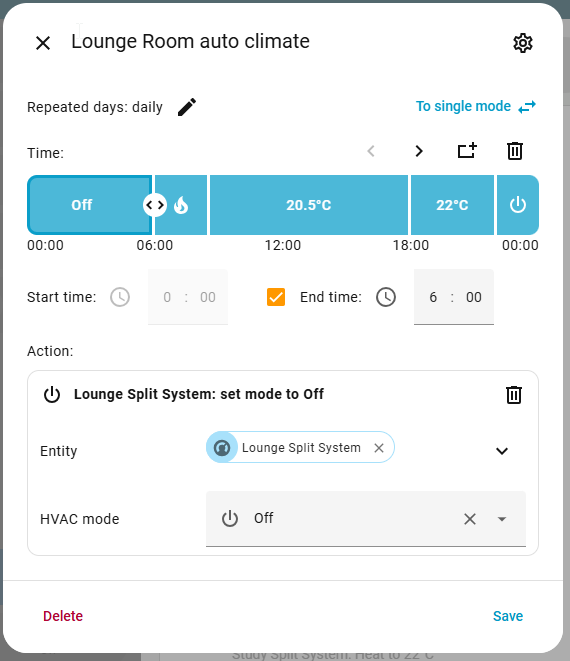 Lounge Room auto climate
Repeated days: daily
To single mode
Time:
Off
20.5°C
22°C
00:00 06:00 12:00 18:00 00:00
Start time: 0 : 00 End time: 6 : 00
Action:
Lounge Split System: set mode to Off
Entity
Lounge Split System
HVAC mode
Off
Delete
Save
Study Split System: Heat to 22°C